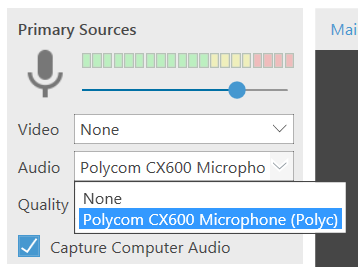 Primary Sources
Mai
Video None
Audio Polycom CX600 Micropho
None
Quality
Polycom CX600 Microphone (Polyc)
Capture Computer Audio